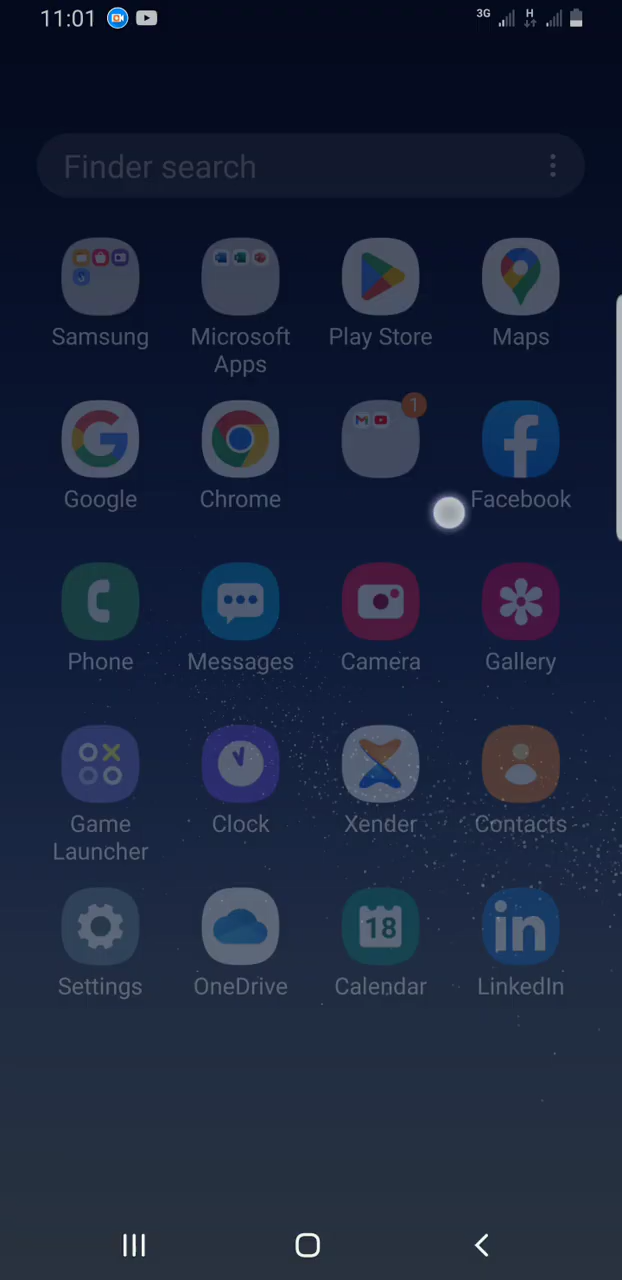 11:01
3G H
Finder search
Samsung
Microsoft
Apps
Play Store
Maps
Google
Chrome
1
Facebook
Phone
Messages
Camera
Gallery
Game
Launcher
Clock
Xender
Contacts
18
in
Settings
OneDrive
Calendar
LinkedIn